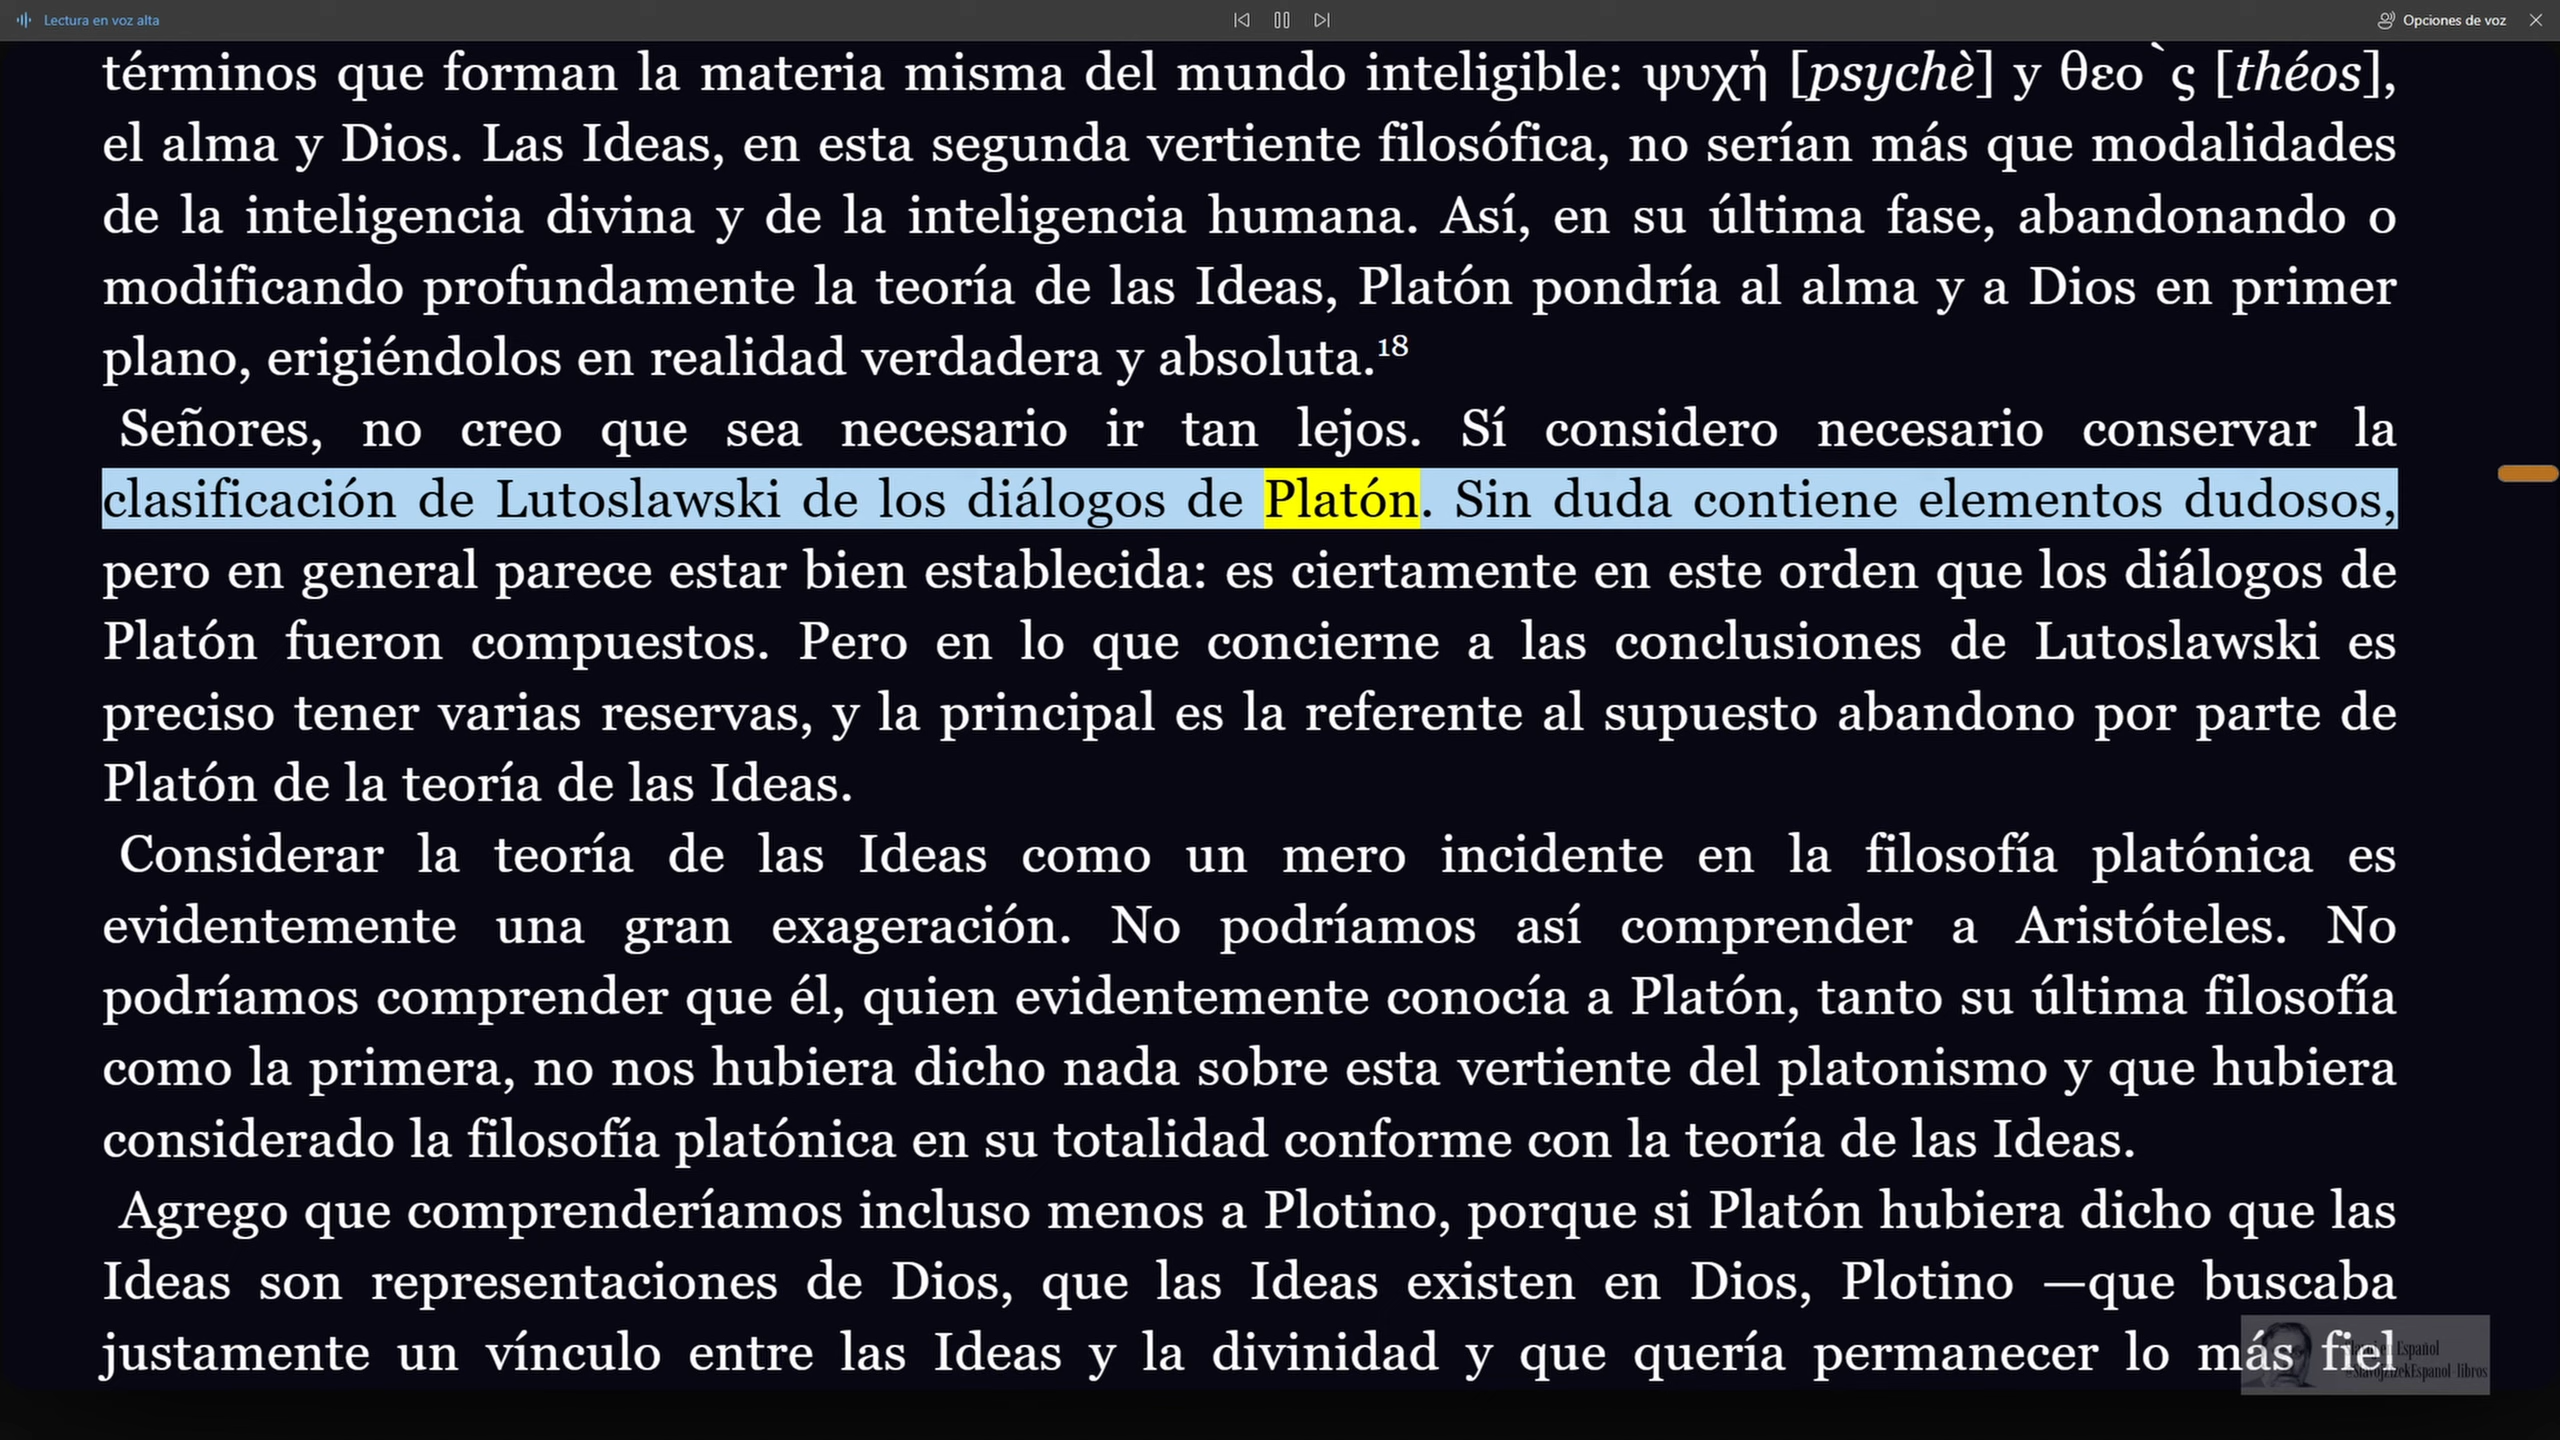 Lectura en voz alta
Opciones de voz
términos que forman la materia misma del mundo inteligible: ψυχή [psychè] y θεο`ς [théos],
el alma y Dios. Las Ideas, en esta segunda vertiente filosófica, no serían más que modalidades
de la inteligencia divina y de la inteligencia humana. Así, en su última fase, abandonando o
modificando profundamente la teoría de las Ideas, Platón pondría al alma y a Dios en primer
plano, erigiéndolos en realidad verdadera y absoluta.18
Señores, no creo que sea necesario ir tan lejos. Sí considero necesario conservar la
clasificación de Lutoslawski de los diálogos de Platón. Sin duda contiene elementos dudosos,
pero en general parece estar bien establecida: es ciertamente en este orden que los diálogos de
Platón fueron compuestos. Pero en lo que concierne a las conclusiones de Lutoslawski es
preciso tener varias reservas, y la principal es la referente al supuesto abandono por parte de
Platón de la teoría de las Ideas.
Considerar la teoría de las Ideas como un mero incidente en la filosofía platónica es
evidentemente una gran exageración. No podríamos así comprender a Aristóteles. No
podríamos comprender que él, quien evidentemente conocía a Platón, tanto su última filosofía
como la primera, no nos hubiera dicho nada sobre esta vertiente del platonismo y que hubiera
considerado la filosofía platónica en su totalidad conforme con la teoría de las Ideas.
Agrego que comprenderíamos incluso menos a Plotino, porque si Platón hubiera dicho que las
Ideas son representaciones de Dios, que las Ideas existen en Dios, Plotino —que buscaba
justamente un vínculo entre las Ideas y la divinidad y que quería permanecer lo más fiel
Español